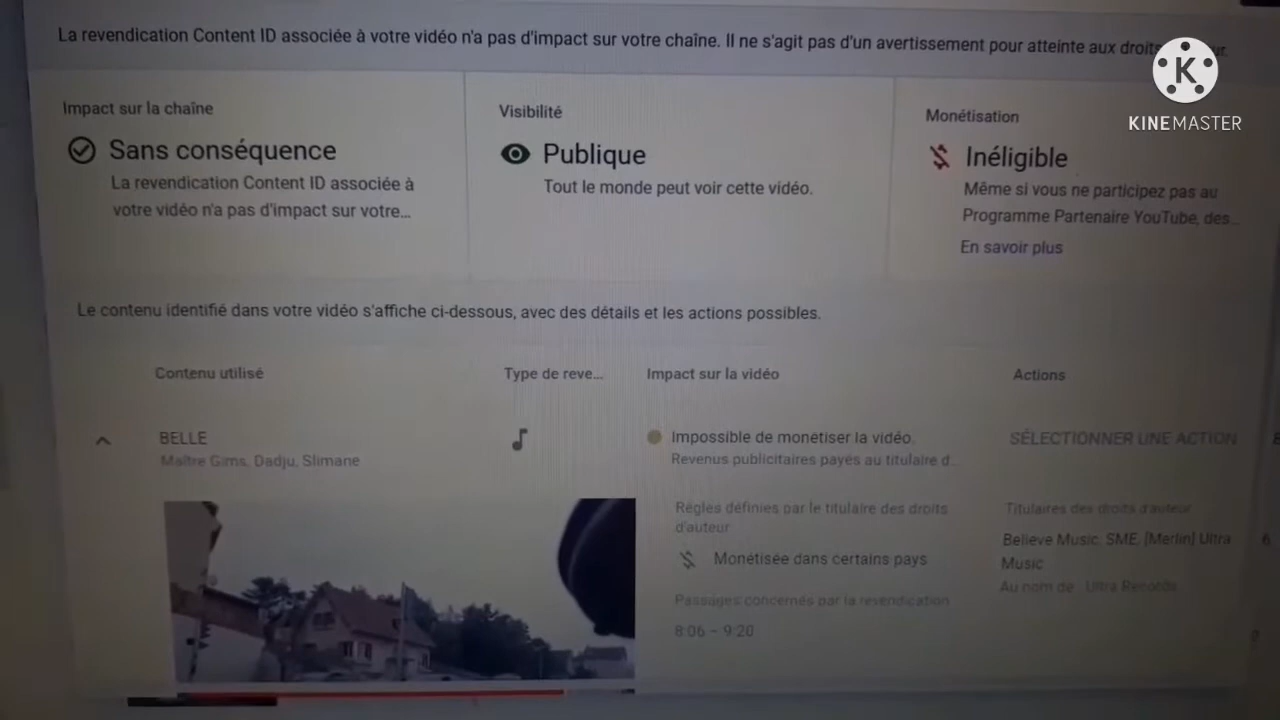 La revendication Content ID associée à votre vidéo n'a pas d'impact sur votre chaîne. Il ne s'agit pas d'un avertissement pour atteinte aux droits
KINEMASTER
Impact sur la chaîne
Sans conséquence
La revendication Content ID associée à
votre vidéo n'a pas d'impact sur votre...
Visibilité
Publique
Tout le monde peut voir cette vidéo.
Monétisation
Inéligible
Même si vous ne participez pas au
Programme Partenaire YouTube, des...
En savoir plus
Le contenu identifié dans votre vidéo s'affiche ci-dessous, avec des détails et les actions possibles.
Contenu utilisé
Type de reve...
Impact sur la vidéo
Actions
BELLE
Maître Gims, Dadju, Slimane
Impossible de monétiser la vidéo.
Revenus publicitaires payés au titulaire d...
SÉLECTIONNER UNE ACTION
Règles définies par le titulaire des droits
d'auteur
Monétisée dans certains pays
Passages concernés par la revendication
8:06 – 9:20
Titulaires des droits d'auteur
Believe Music, SME, [Merlin] Ultra
Music
Au nom de : Ultra Records